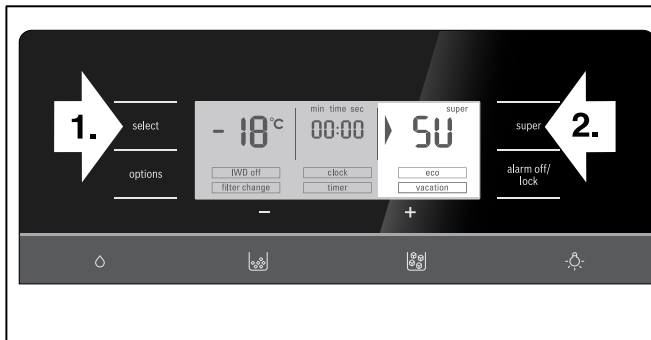 1.
select
options
min time sec
super
- 18°C
00:00
SU
IWD off
clock
eco
filter change
timer
vacation
super
2.
alarm off/
lock
−
+